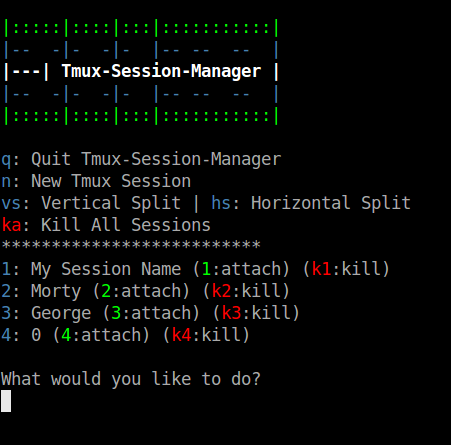 |:::::|::::|:::|:::::::::::|
|--  -|-  -|-  |-- --  --  |
|---| Tmux-Session-Manager |
|--  -|-  -|-  |-- --  --  |
|:::::|::::|:::|:::::::::::|
q: Quit Tmux-Session-Manager
n: New Tmux Session
vs: Vertical Split | hs: Horizontal Split
ka: Kill All Sessions
**************************
1: My Session Name (1:attach) (k1:kill)
2: Morty (2:attach) (k2:kill)
3: George (3:attach) (k3:kill)
4: 0 (4:attach) (k4:kill)
What would you like to do?